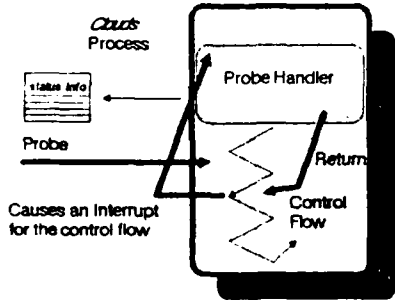 Clouds
Process
Probe Handler
status info
Probe
Return
Causes an Interrupt
for the control flow
Control
Flow